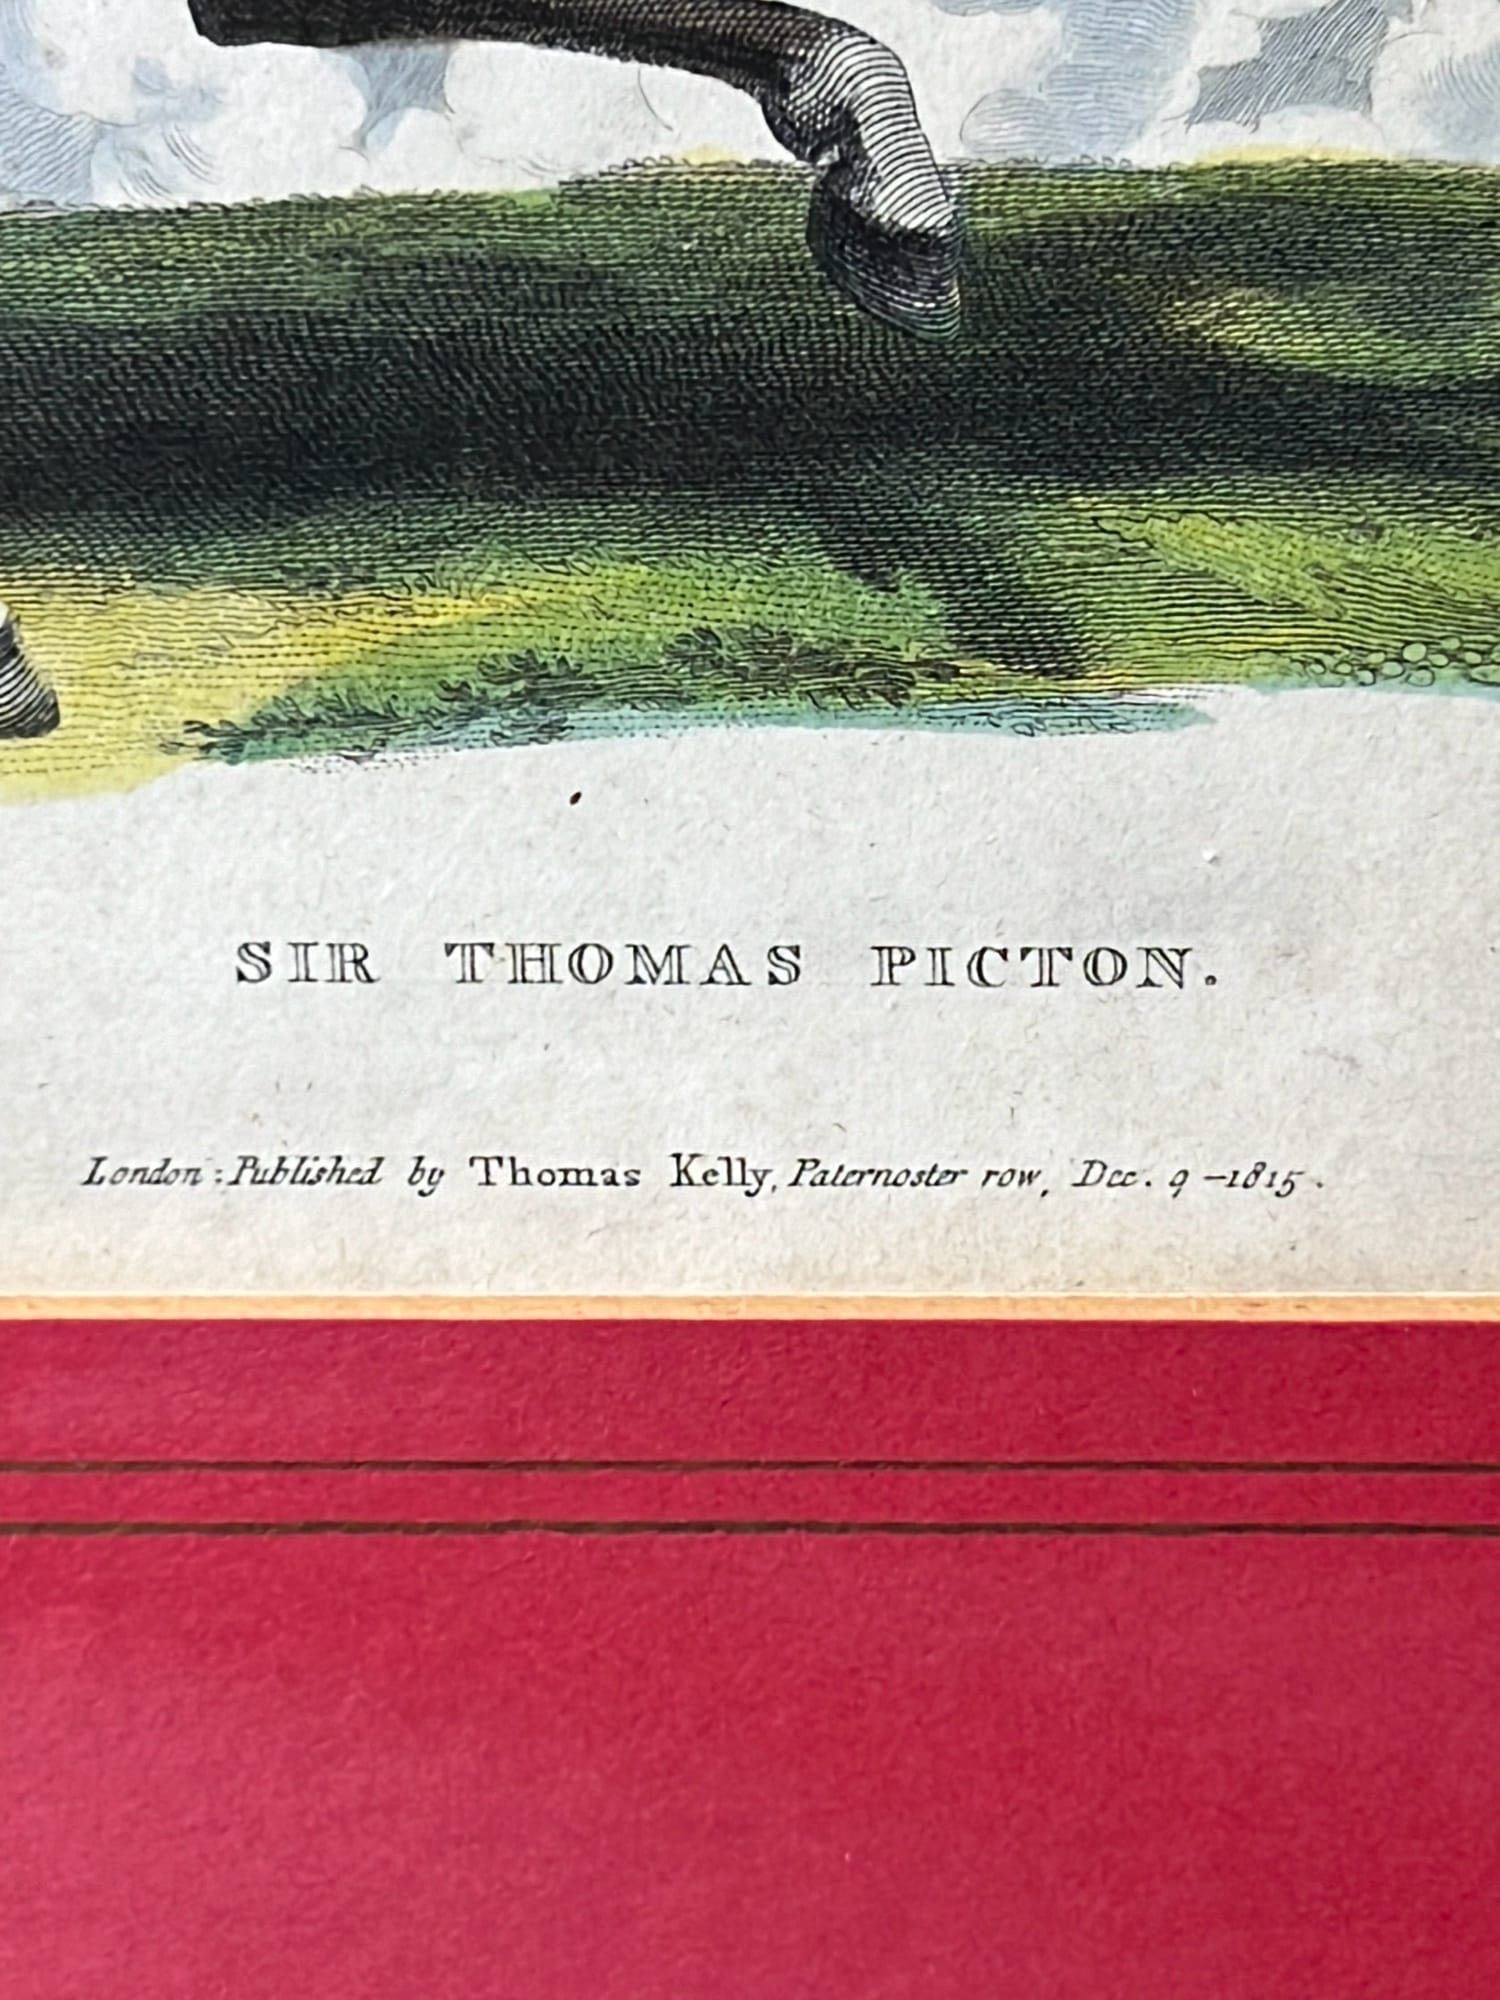 SIR THOMAS PICTON.
London: Published by Thomas Kelly, Paternoster row, Dec. 9 - 1815.